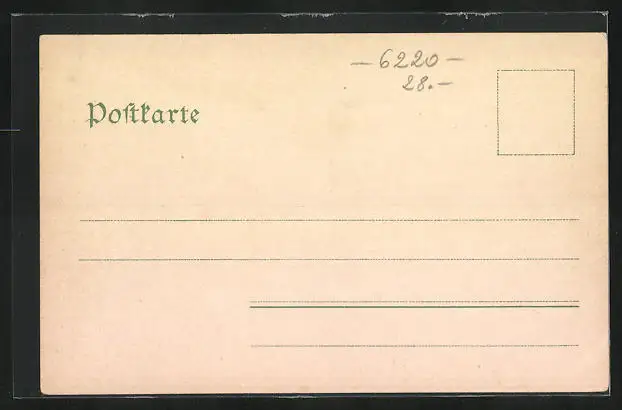 – 6220 –
28.–
Poſtkarte